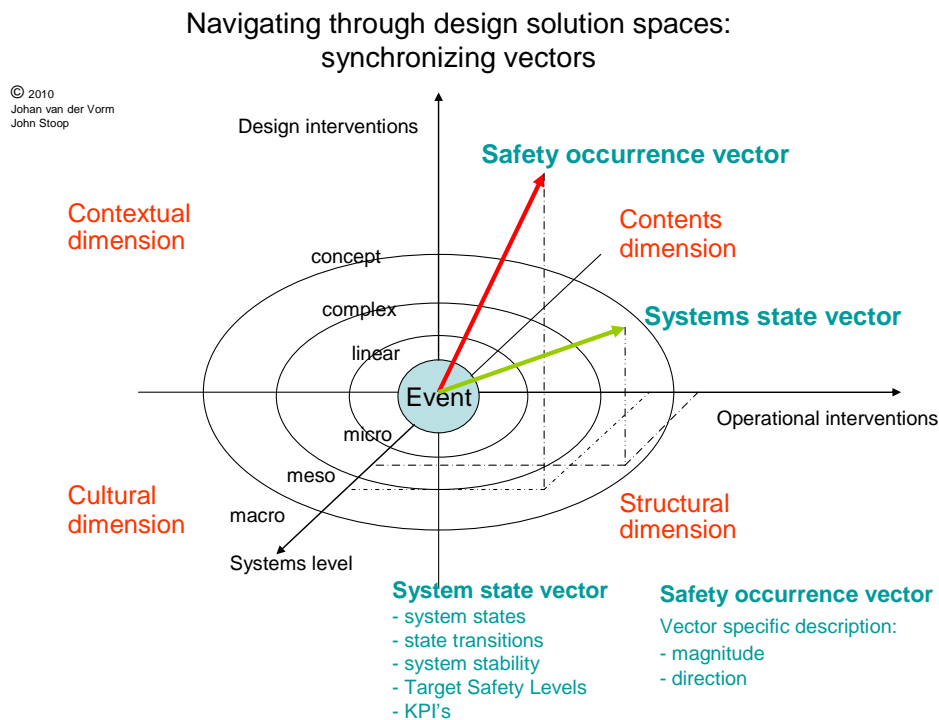 Navigating through design solution spaces:
synchronizing vectors
© 2010
Johan van der Vorm
John Stoop
Design interventions
Safety occurrence vector
Contextual
dimension
Contents
dimension
concept
complex
Systems state vector
linear
Event
Operational interventions
micro
meso
macro
Cultural
dimension
Structural
dimension
Systems level
System state vector
- system states
- state transitions
- system stability
- Target Safety Levels
- KPI's
Safety occurrence vector
Vector specific description:
- magnitude
- direction